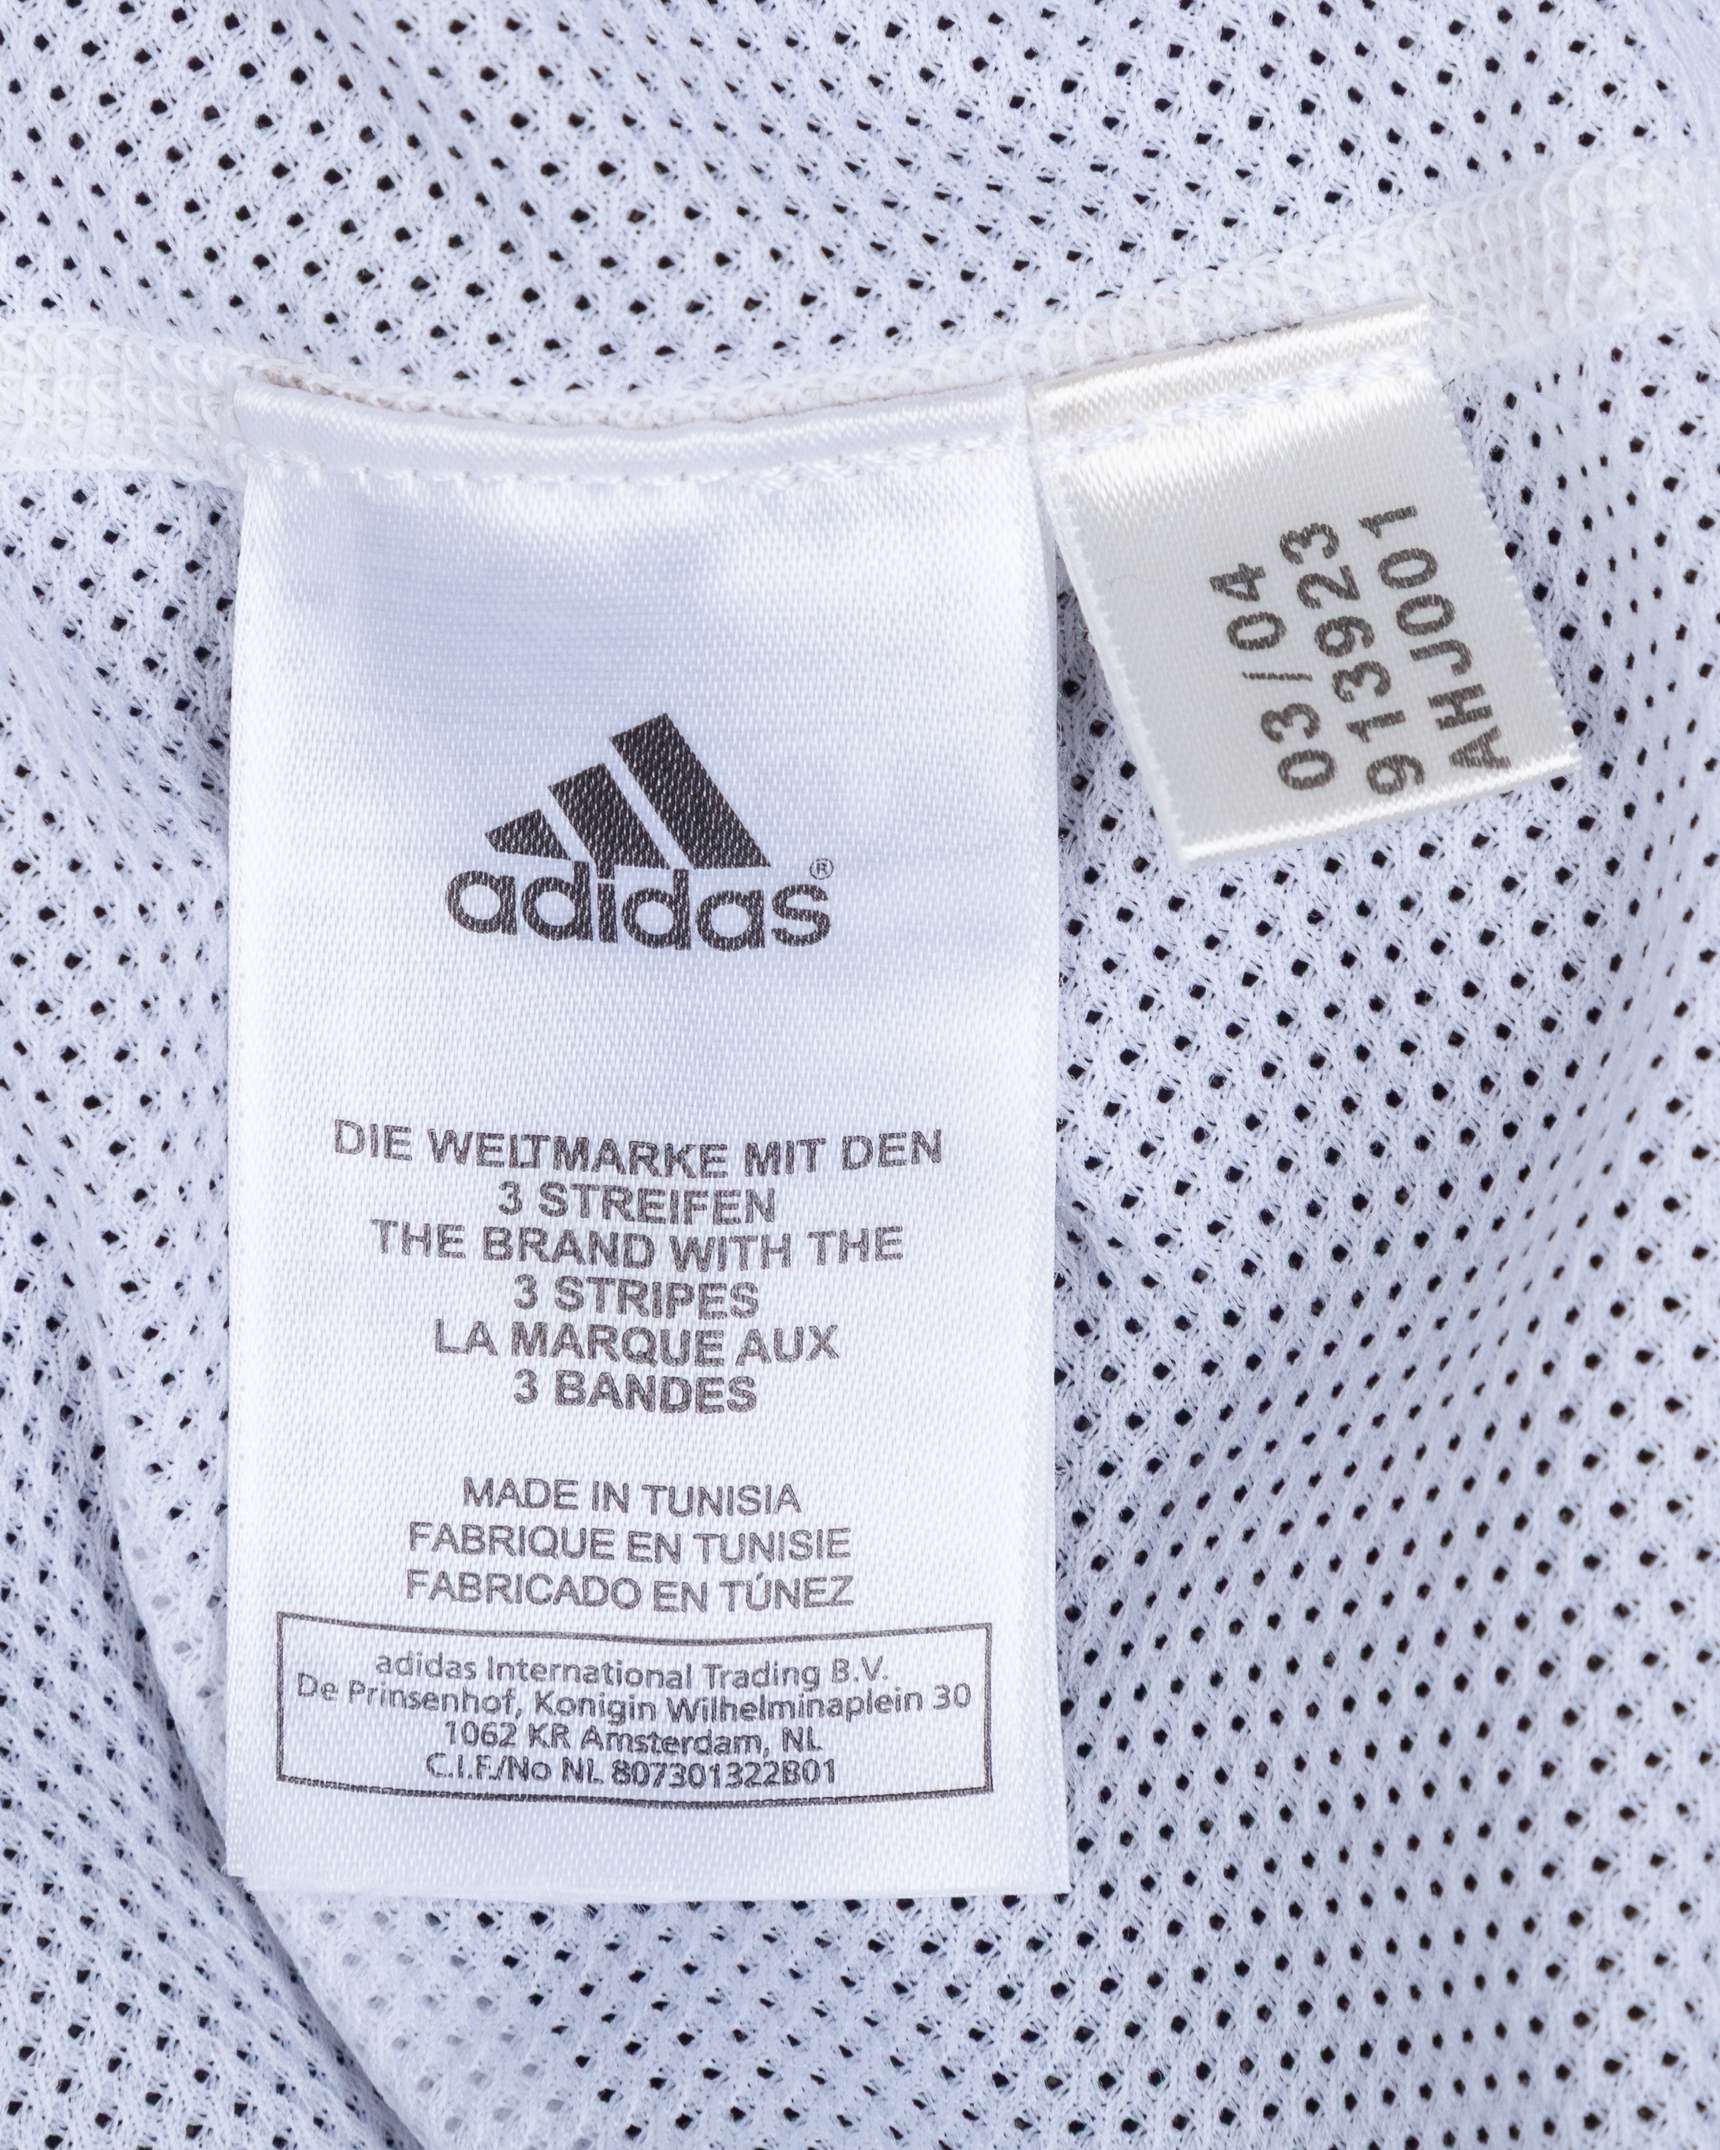 adidas®
DIE WELTMARKE MIT DEN
3 STREIFEN
THE BRAND WITH THE
3 STRIPES
LA MARQUE AUX
3 BANDES
MADE IN TUNISIA
FABRIQUE EN TUNISIE
FABRICADO EN TÚNEZ
adidas International Trading B.V.
De Prinsenhof, Konigin Wilhelminaplein 30
1062 KR Amsterdam, NL
C.I.F./No NL 807301322B01
03/04
913923
AHJ001